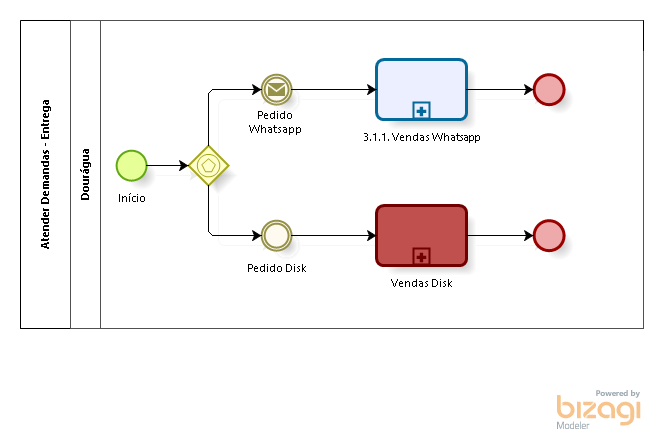 Atender Demandas - Entrega
Dourágua
Início
Pedido
Whatsapp
3.1.1. Vendas Whatsapp
Pedido Disk
Vendas Disk
Powered by
bizagi
Modeler